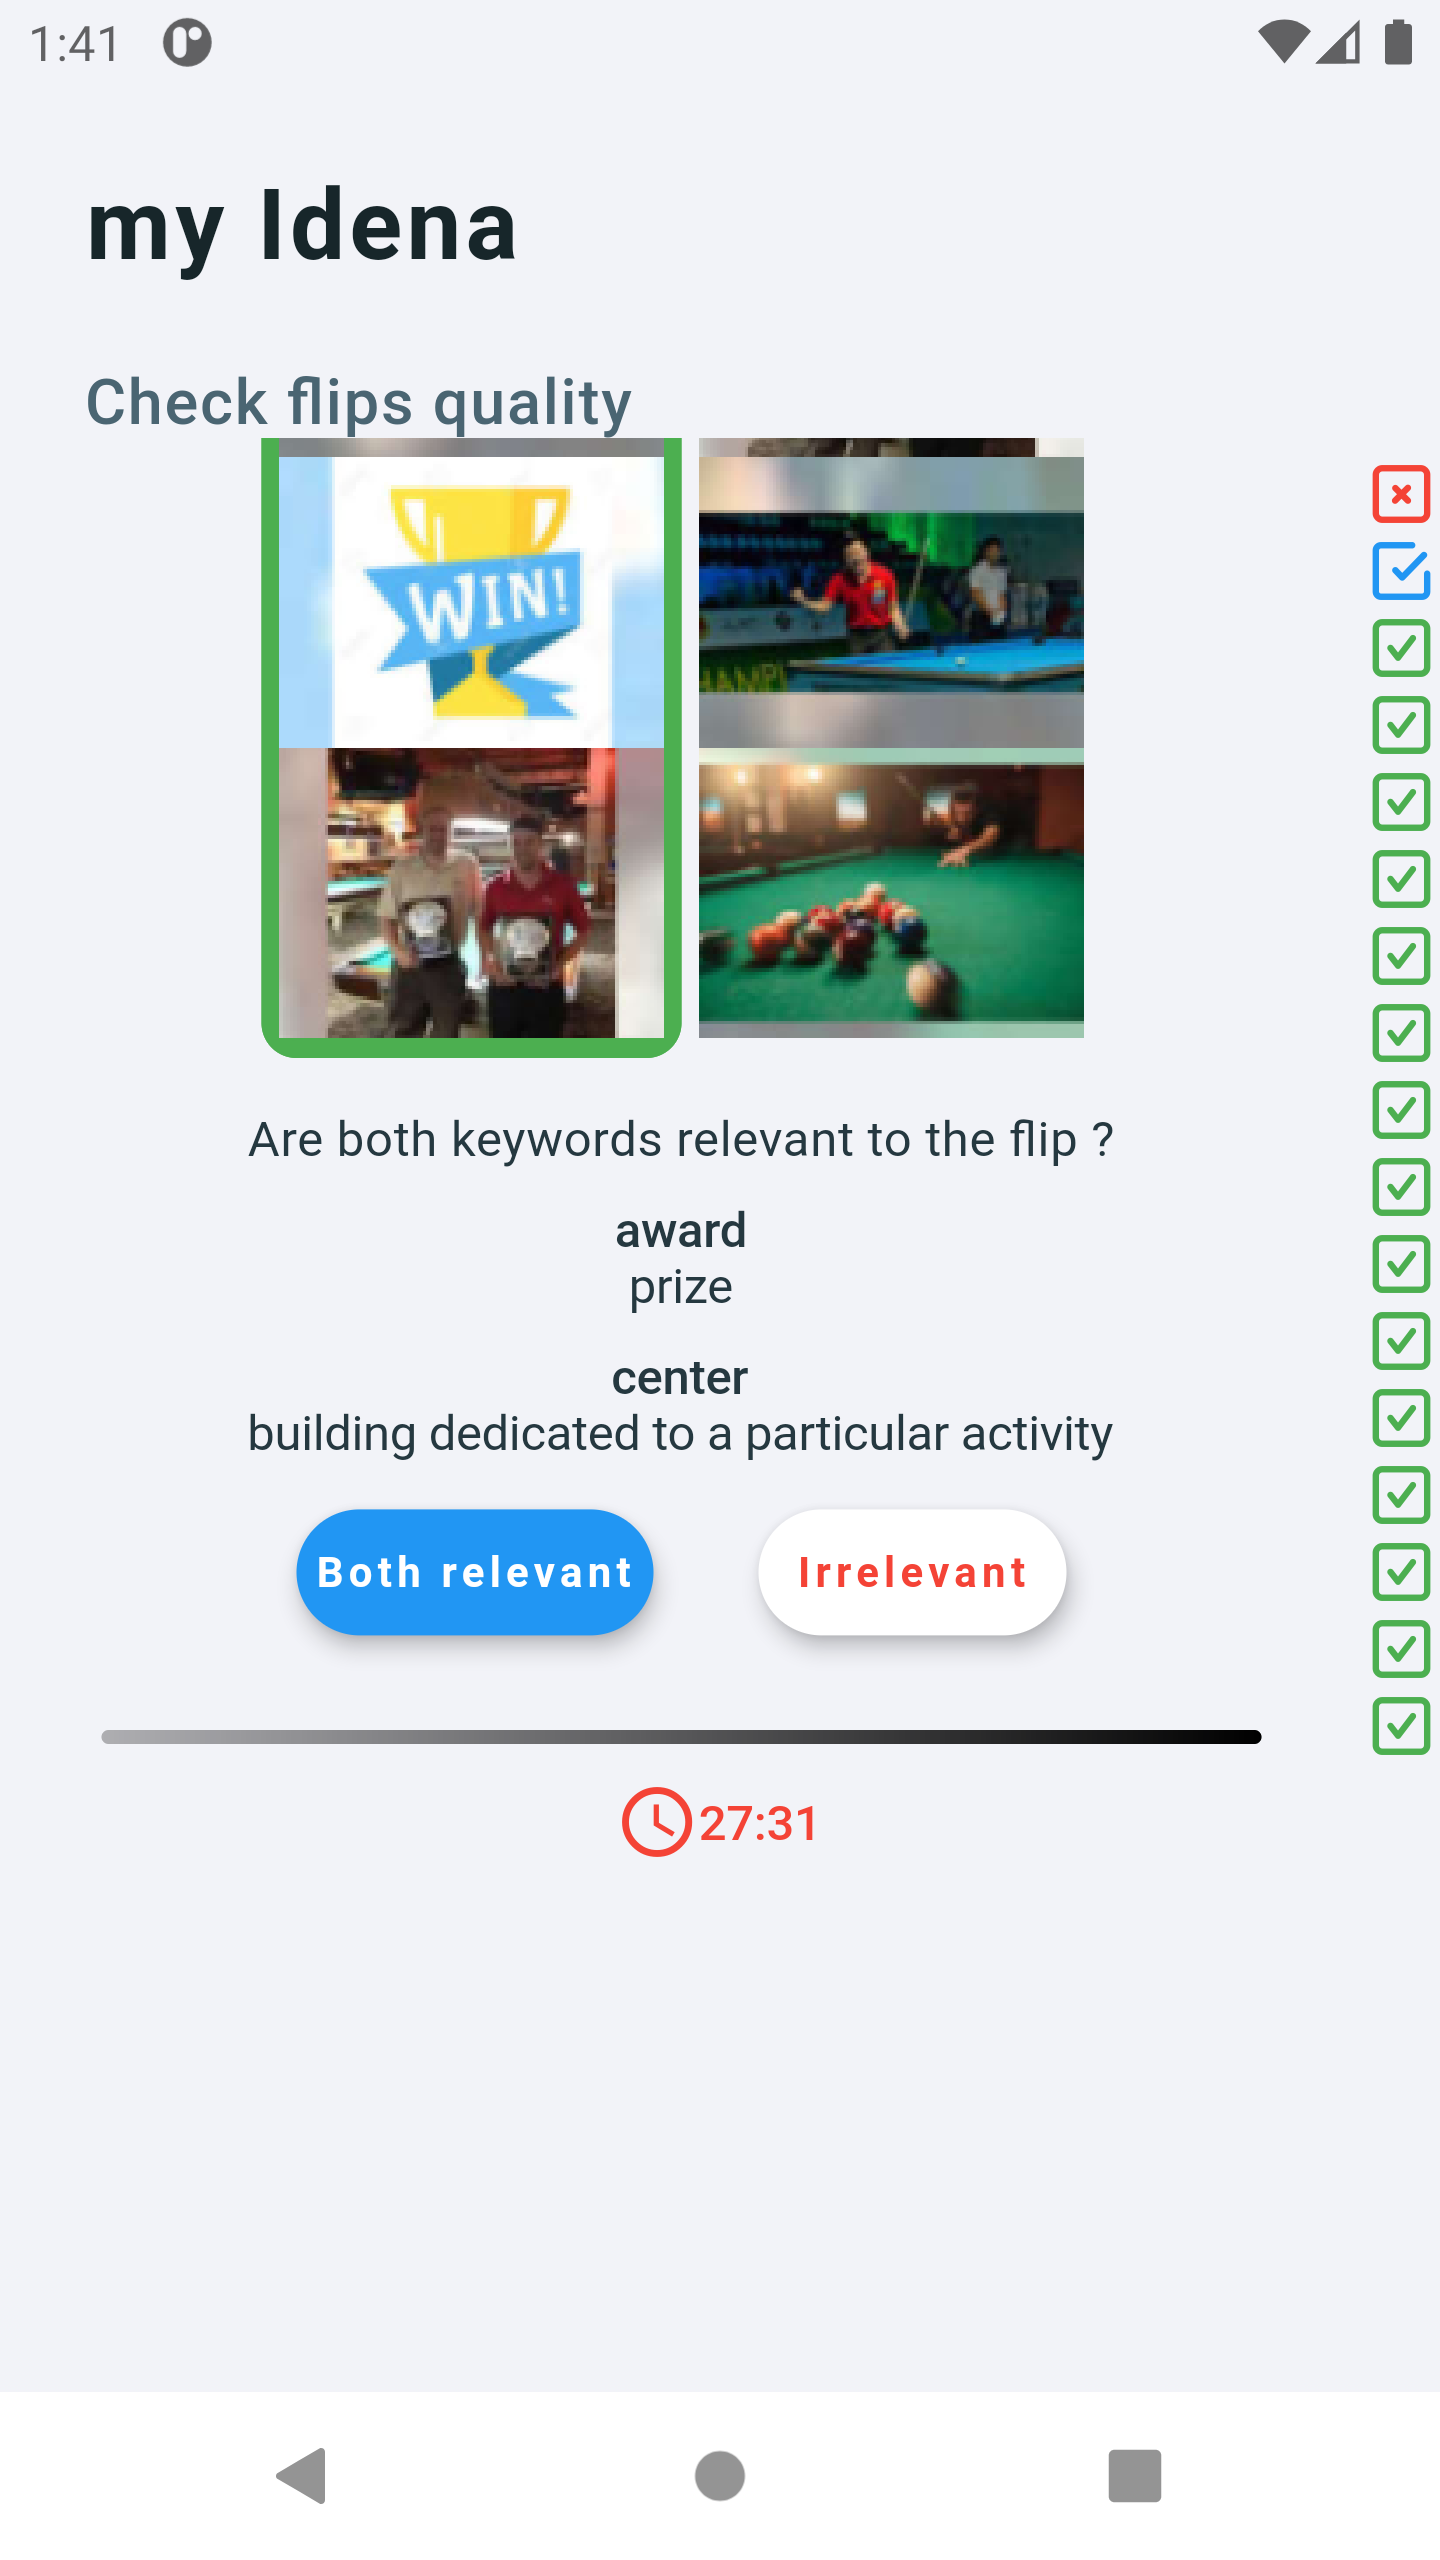 1:41
my Idena
Check flips quality
WIN!
HAMPI
Are both keywords relevant to the flip ?
award
prize
center
building dedicated to a particular activity
Both relevant
Irrelevant
27:31